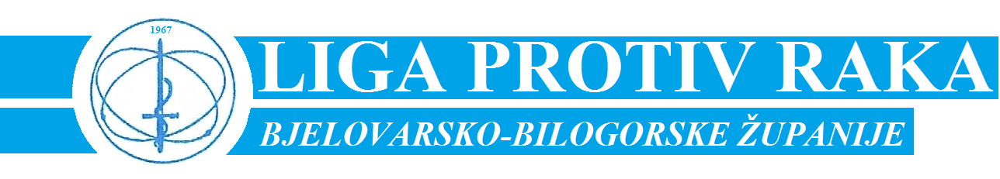 1967
LIGA PROTIV RAKA
BJELOVARSKO-BILOGORSKE ŽUPANIJE